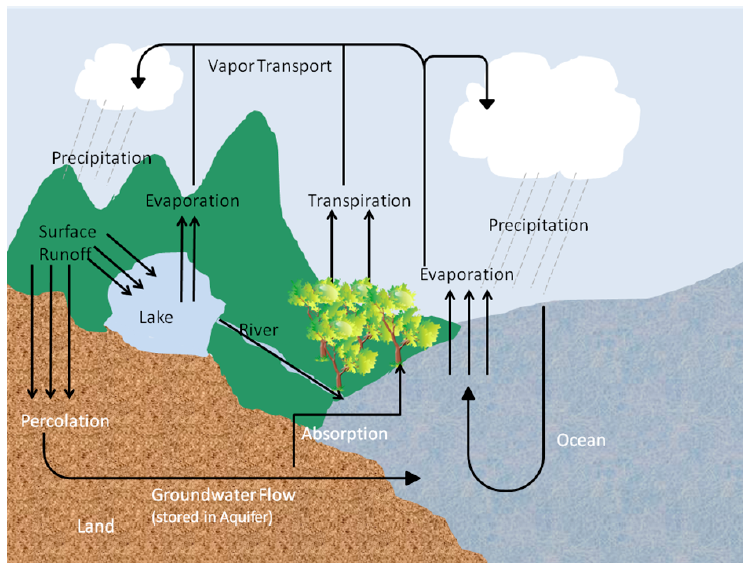 Vapor Transport
Precipitation
Evaporation
Transpiration
Precipitation
Surface
Runoff
Evaporation
Lake
River
Percolation
Absorption
Ocean
Groundwater Flow
(stored in Aquifer)
Land